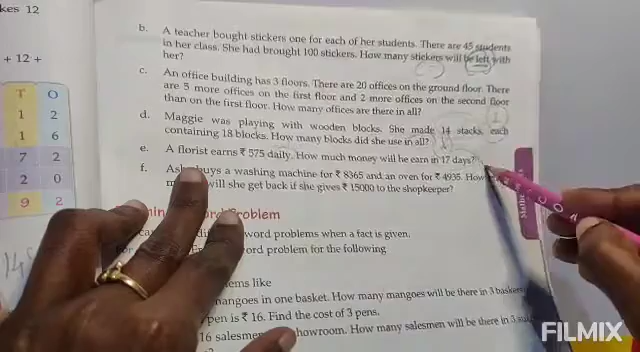 kes 12
+ 12 +
T O
1 2
1 6
7 2
2 0
9 2
b. A teacher bought stickers one for each of her students. There are 45 students
in her class. She had brought 100 stickers. How many stickers will be left with
her?
c. An office building has 3 floors. There are 20 offices on the ground floor. There
are 5 more offices on the first floor and 2 more offices on the second floor
than on the first floor. How many offices are there in all?
d. Maggie was playing with wooden blocks. She made 14 stacks, each
containing 18 blocks. How many blocks did she use in all?
e. A florist earns ₹ 575 daily. How much money will he earn in 17 days?
f. buys a washing machine for ₹ 8365 and an oven for ₹ 4935. How
will she get back if she gives ₹ 15000 to the shopkeeper?
Problem
word problems when a fact is given.
word problem for the following
like
mangoes in one basket. How many mangoes will be there in 3 baskets
pen is ₹ 16. Find the cost of 3 pens.
16 salesmen showroom. How many salesmen will be there in 3
FILMIX